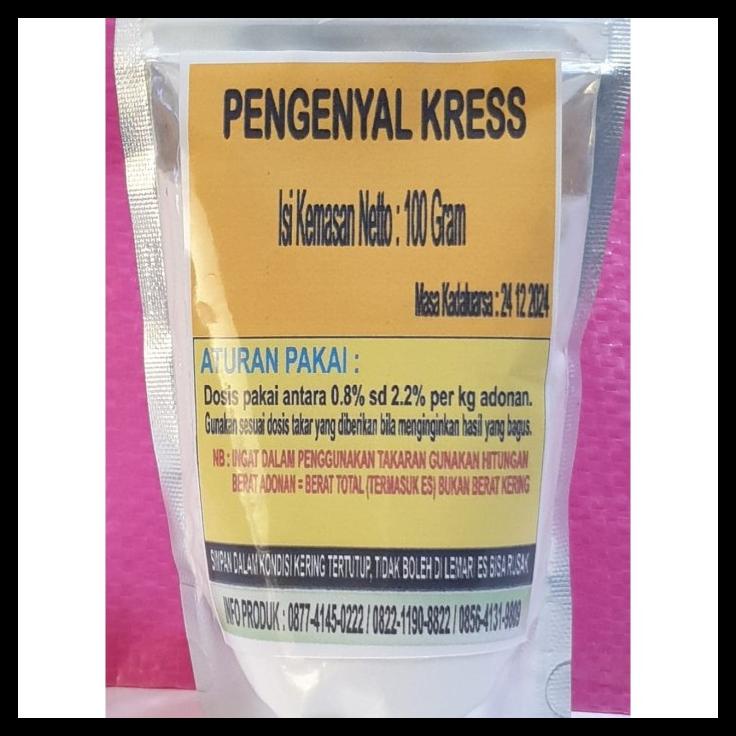 PENGENYAL KRESS
Isi Kemasan Netto : 100 Gram
Masa Kadaluarsa : 24 12 2024
ATURAN PAKAI :
Dosis pakai antara 0.8% sd 2.2% per kg adonan.
Gunakan sesuai dosis takar yang diberikan bila menginginkan hasil yang bagus.
NB : INGAT DALAM PENGGUNAKAN TAKARAN GUNAKAN HITUNGAN
BERAT ADONAN = BERAT TOTAL (TERMASUK ES) BUKAN BERAT KERING
SIMPAN DALAM KONDISI KERING TERTUTUP, TIDAK BOLEH DI LEMARI ES BISA RUSAK
INFO PRODUK : 0877-4145-0222 / 0822-1190-8822 / 0856-4131-9809